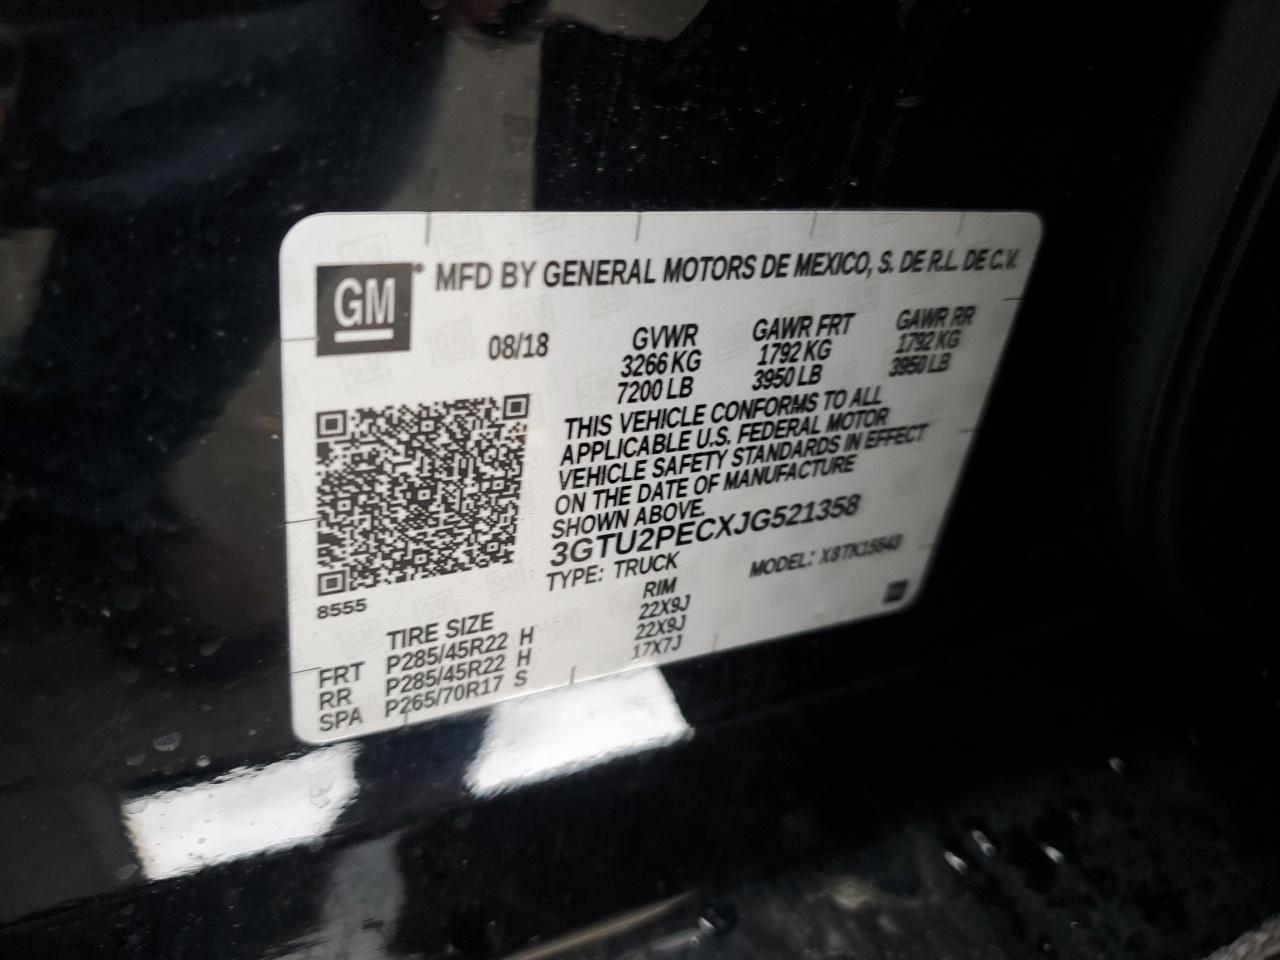 GM
MFD BY GENERAL MOTORS DE MEXICO, S. DE R.L. DE C.V.
08/18 GVWR GAWR FRT GAWR RR
3266 KG 1792 KG 1792 KG
7200 LB 3950 LB 3950 LB
THIS VEHICLE CONFORMS TO ALL
APPLICABLE U.S. FEDERAL MOTOR
VEHICLE SAFETY STANDARDS IN EFFECT
ON THE DATE OF MANUFACTURE
SHOWN ABOVE.
3GTU2PECXJG521358
TYPE: TRUCK MODEL: X8TK15543
8555
TIRE SIZE RIM
FRT P285/45R22 H 22X9J
RR P285/45R22 H 22X9J
SPA P265/70R17 S 17X7J